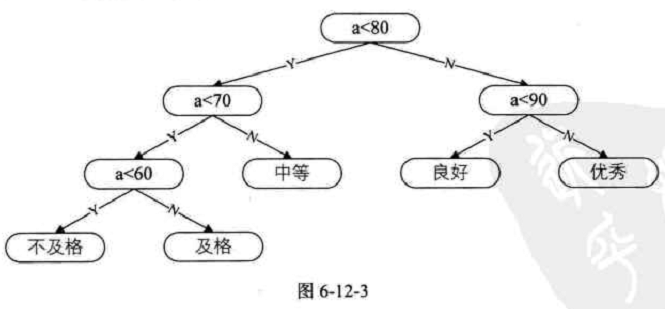 a<80
Y N
a<70 a<90
Y N Y N
a<60 中等 良好 优秀
Y N
不及格 及格
图 6-12-3